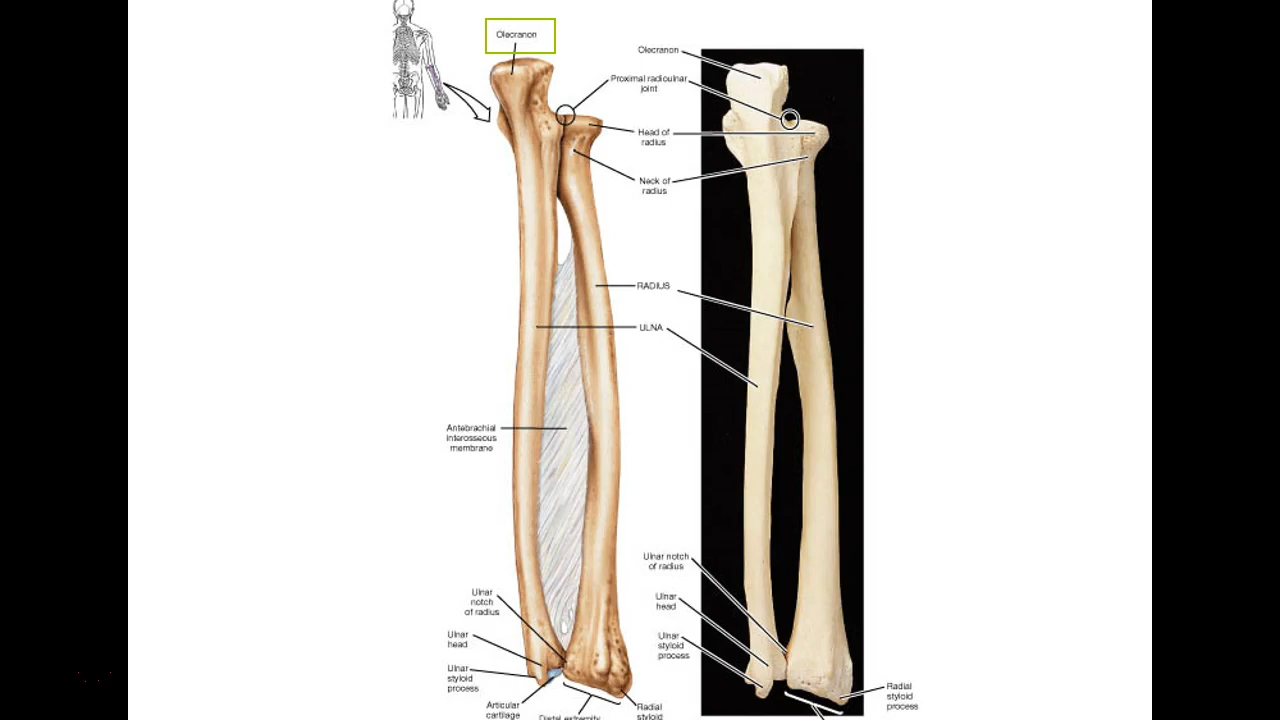 Olecranon
Olecranon
Proximal radioulnar
joint
Head of
radius
Neck of
radius
RADIUS
ULNA
Antebrachial
interosseous
membrane
Ulnar notch
of radius
Ulnar
notch
of radius
Ulnar
head
Ulnar
head
Ulnar
styloid
process
Ulnar
styloid
process
Articular
cartilage
Distal extremity
Radial
styloid
Radial
styloid
process